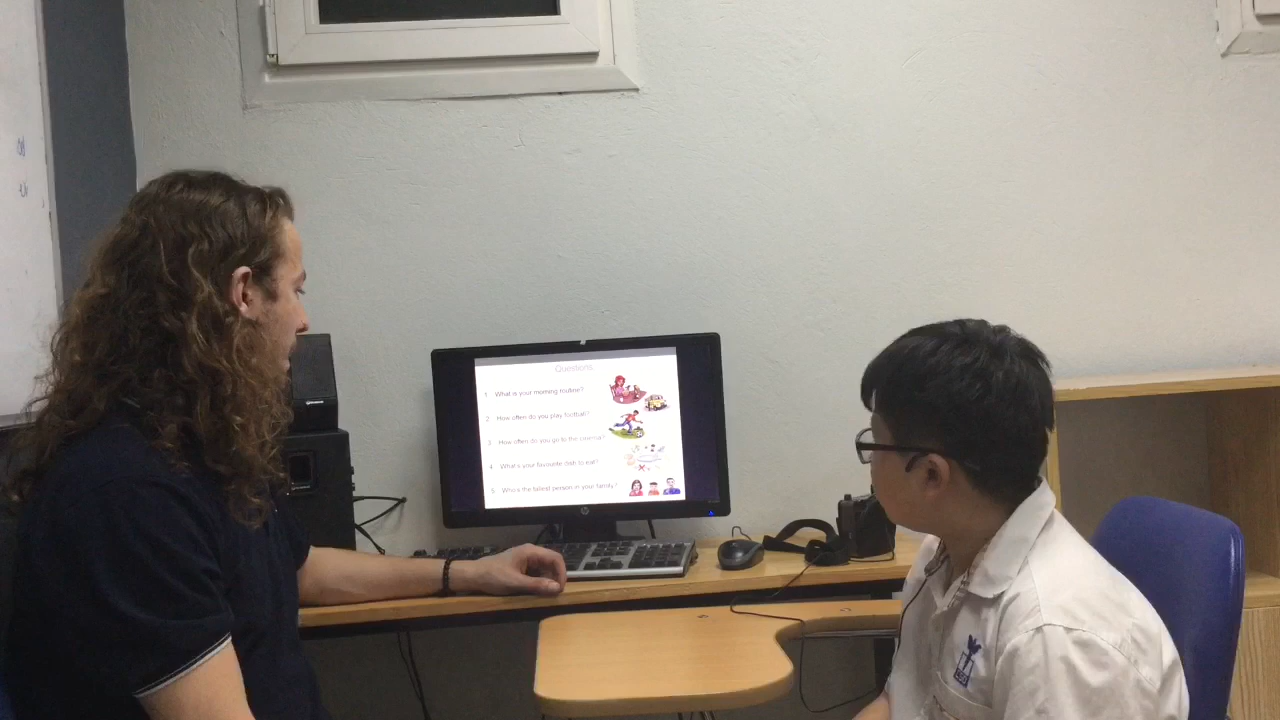 Questions
1. What is your morning routine?
2. How often do you play football?
3. How often do you go to the cinema?
4. What's your favourite dish to eat?
5. Who's the tallest person in your family?
hp